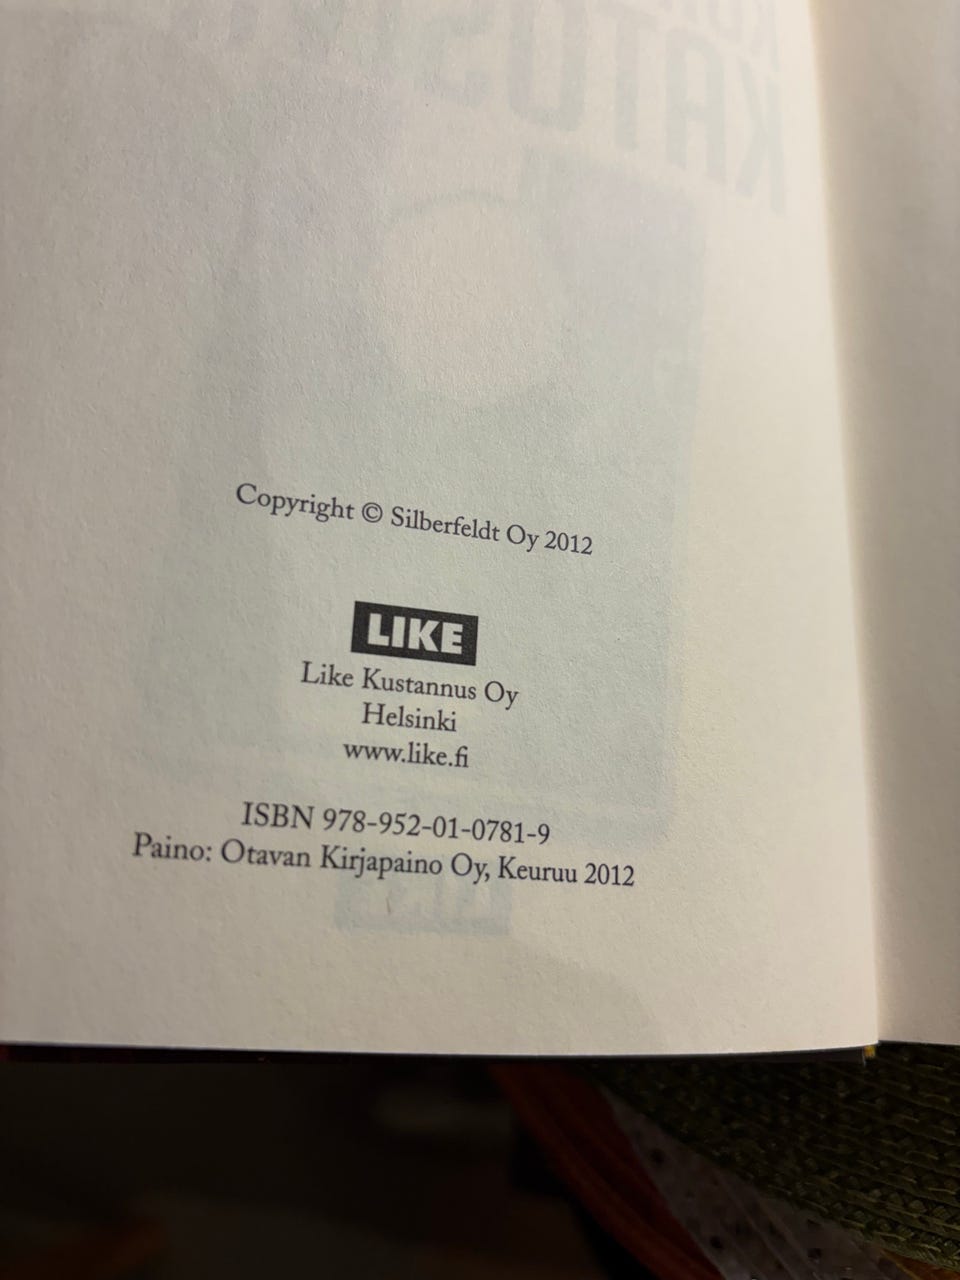 Copyright © Silberfeldt Oy 2012
LIKE
Like Kustannus Oy
Helsinki
www.like.fi
ISBN 978-952-01-0781-9
Paino: Otavan Kirjapaino Oy, Keuruu 2012